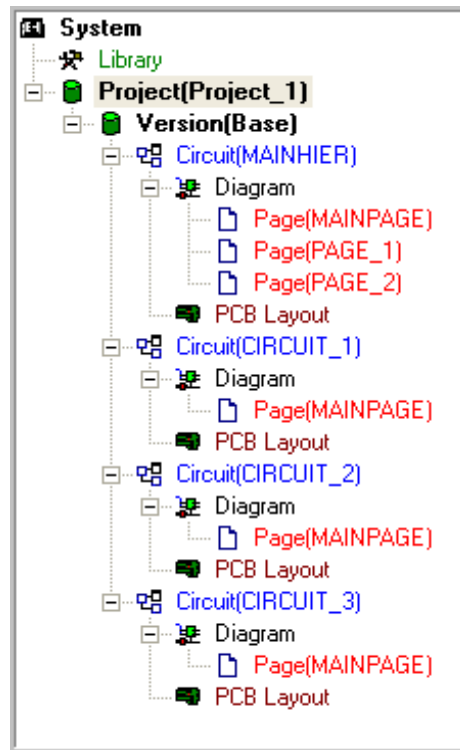 System
Library
Project(Project_1)
Version(Base)
Circuit(MAINHIER)
Diagram
Page(MAINPAGE)
Page(PAGE_1)
Page(PAGE_2)
PCB Layout
Circuit(CIRCUIT_1)
Diagram
Page(MAINPAGE)
PCB Layout
Circuit(CIRCUIT_2)
Diagram
Page(MAINPAGE)
PCB Layout
Circuit(CIRCUIT_3)
Diagram
Page(MAINPAGE)
PCB Layout